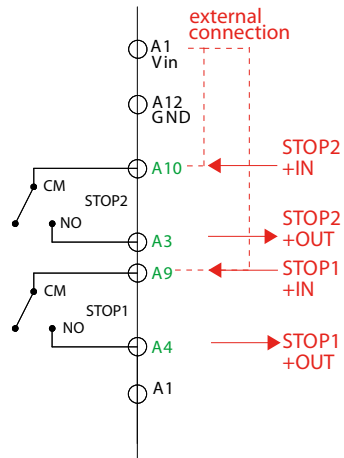 external
connection
A1
Vin
A12
GND
A10
STOP2
+IN
CM
STOP2
NO
A3
STOP2
+OUT
A9
STOP1
+IN
CM
STOP1
NO
A4
STOP1
+OUT
A1